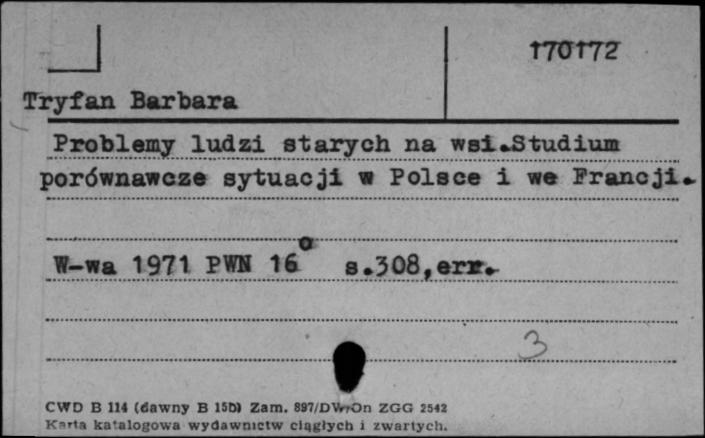 170172
Tryfan Barbara
Problemy ludzi starych na wsi.Studium
porównawcze sytuacji w Polsce i we Francji.
W-wa 1971 PWN 16° s.308,err.
3
CWD B 114 (dawny B 15b) Zam. 897/DW/On ZGG 2542
Karta katalogowa wydawnictw ciągłych i zwartych.